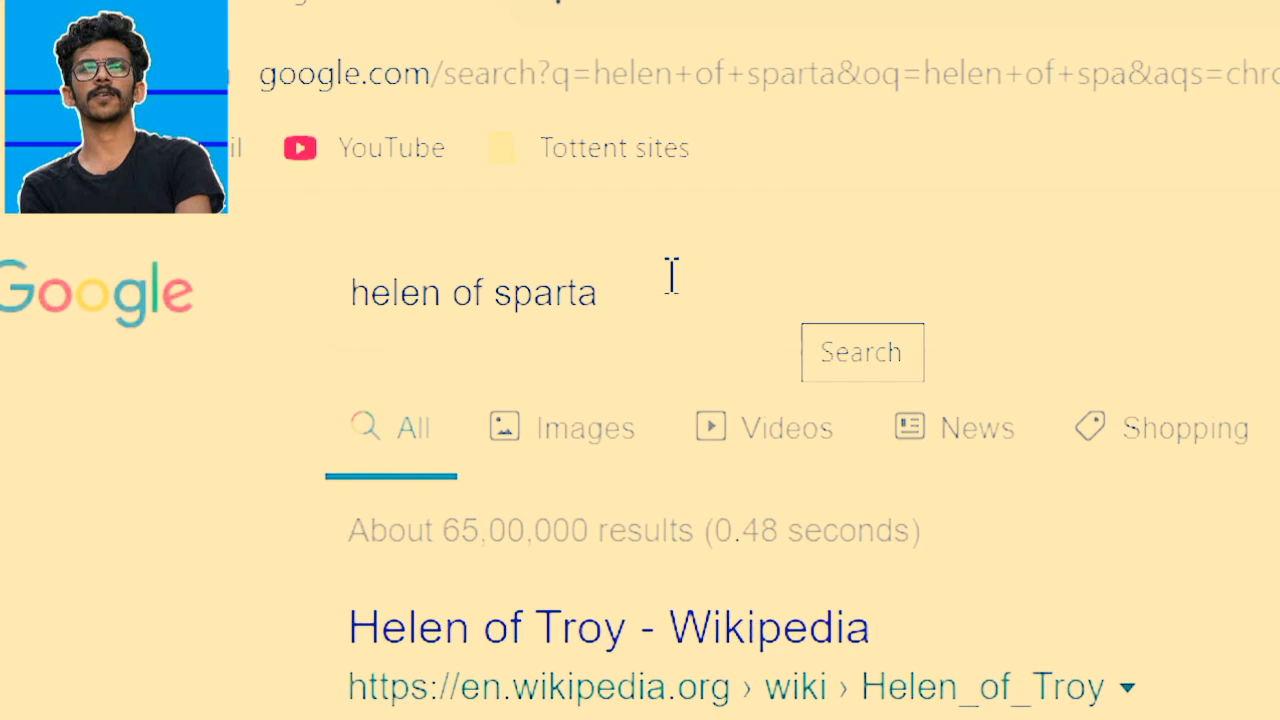 google.com/search?q=helen+of+sparta&oq=helen+of+spa&aqs=chro
il YouTube Tottent sites
Google
helen of sparta
Search
All Images Videos News Shopping
About 65,00,000 results (0.48 seconds)
Helen of Troy - Wikipedia
https://en.wikipedia.org › wiki › Helen_of_Troy